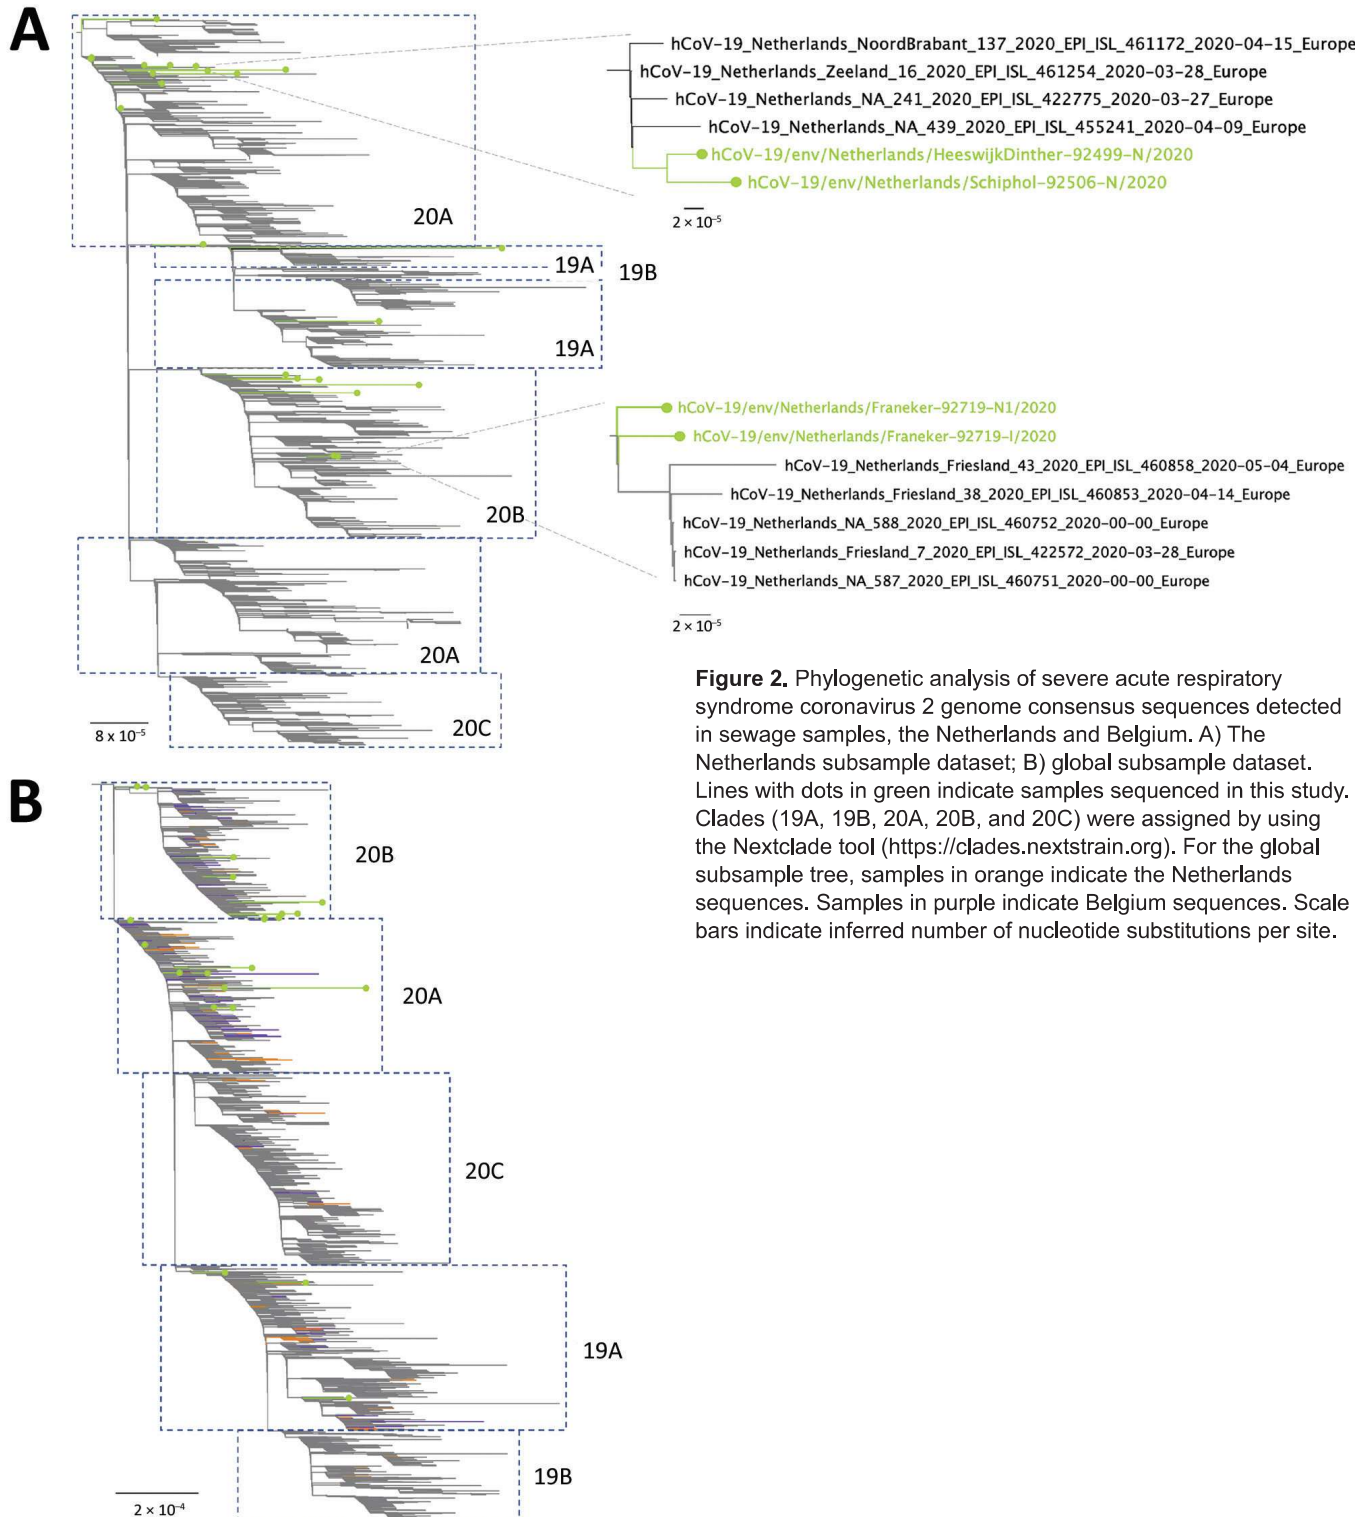 A
hCoV-19_Netherlands_NoordBrabant_137_2020_EPI_ISL_461172_2020-04-15_Europe
hCoV-19_Netherlands_Zeeland_16_2020_EPI_ISL_461254_2020-03-28_Europe
hCoV-19_Netherlands_NA_241_2020_EPI_ISL_422775_2020-03-27_Europe
hCoV-19_Netherlands_NA_439_2020_EPI_ISL_455241_2020-04-09_Europe
hCoV-19/env/Netherlands/HeeswijkDinther-92499-N/2020
hCoV-19/env/Netherlands/Schiphol-92506-N/2020
2 × 10⁻⁵
20A
19A
19B
19A
20B
20A
20C
8 x 10⁻⁵
hCoV-19/env/Netherlands/Franeker-92719-N1/2020
hCoV-19/env/Netherlands/Franeker-92719-I/2020
hCoV-19_Netherlands_Friesland_43_2020_EPI_ISL_460858_2020-05-04_Europe
hCoV-19_Netherlands_Friesland_38_2020_EPI_ISL_460853_2020-04-14_Europe
hCoV-19_Netherlands_NA_588_2020_EPI_ISL_460752_2020-00-00_Europe
hCoV-19_Netherlands_Friesland_7_2020_EPI_ISL_422572_2020-03-28_Europe
hCoV-19_Netherlands_NA_587_2020_EPI_ISL_460751_2020-00-00_Europe
2 × 10⁻⁵
Figure 2. Phylogenetic analysis of severe acute respiratory
syndrome coronavirus 2 genome consensus sequences detected
in sewage samples, the Netherlands and Belgium. A) The
Netherlands subsample dataset; B) global subsample dataset.
Lines with dots in green indicate samples sequenced in this study.
Clades (19A, 19B, 20A, 20B, and 20C) were assigned by using
the Nextclade tool (https://clades.nextstrain.org). For the global
subsample tree, samples in orange indicate the Netherlands
sequences. Samples in purple indicate Belgium sequences. Scale
bars indicate inferred number of nucleotide substitutions per site.
B
20B
20A
20C
19A
19B
2 × 10⁻⁴